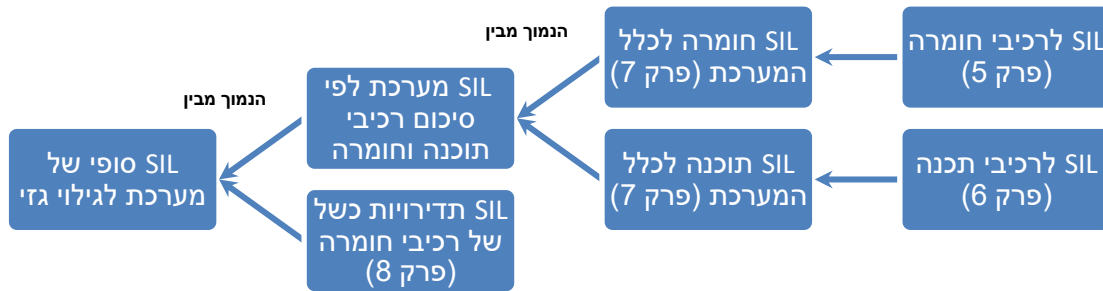 SIL לרכיבי חומרה
(פרק 5)
SIL לרכיבי תכנה
(פרק 6)
SIL חומרה לכלל
המערכת (פרק 7)
SIL תוכנה לכלל
המערכת (פרק 7)
הנמוך מבין
SIL מערכת לפי
סיכום רכיבי
תוכנה וחומרה
SIL תדירויות כשל
של רכיבי חומרה
(פרק 8)
הנמוך מבין
SIL סופי של
מערכת לגילוי גזי